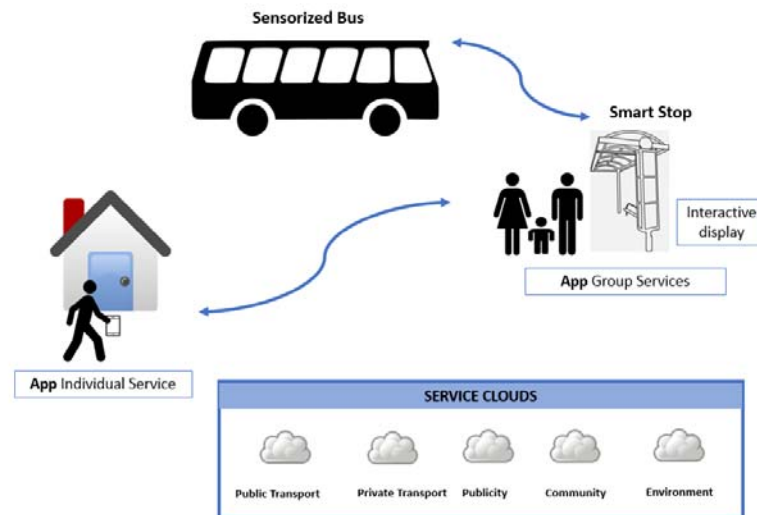 Sensorized Bus
Smart Stop
Interactive
display
App Group Services
App Individual Service
SERVICE CLOUDS
Public Transport
Private Transport
Publicity
Community
Environment